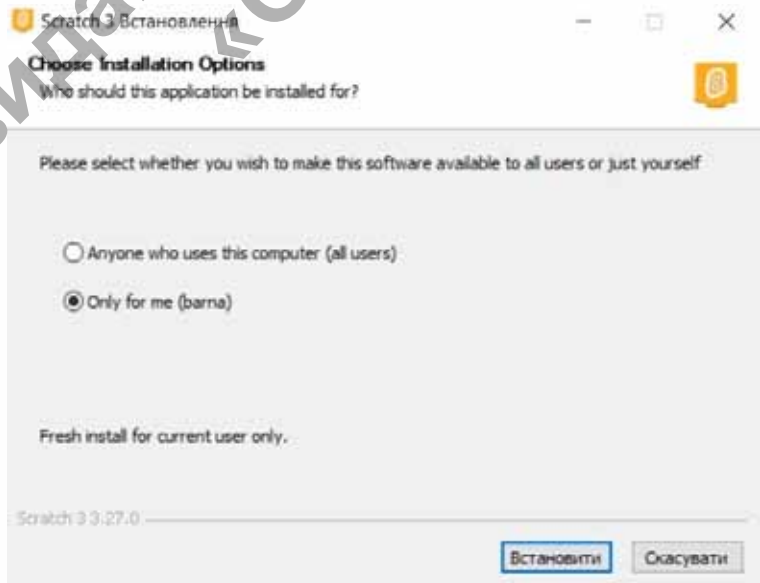 Scratch 3 Встановлення
Choose Installation Options
Who should this application be installed for?
Please select whether you wish to make this software available to all users or just yourself
Anyone who uses this computer (all users)
Only for me (barna)
Fresh install for current user only.
Scratch 3 3.27.0
Встановити Скасувати